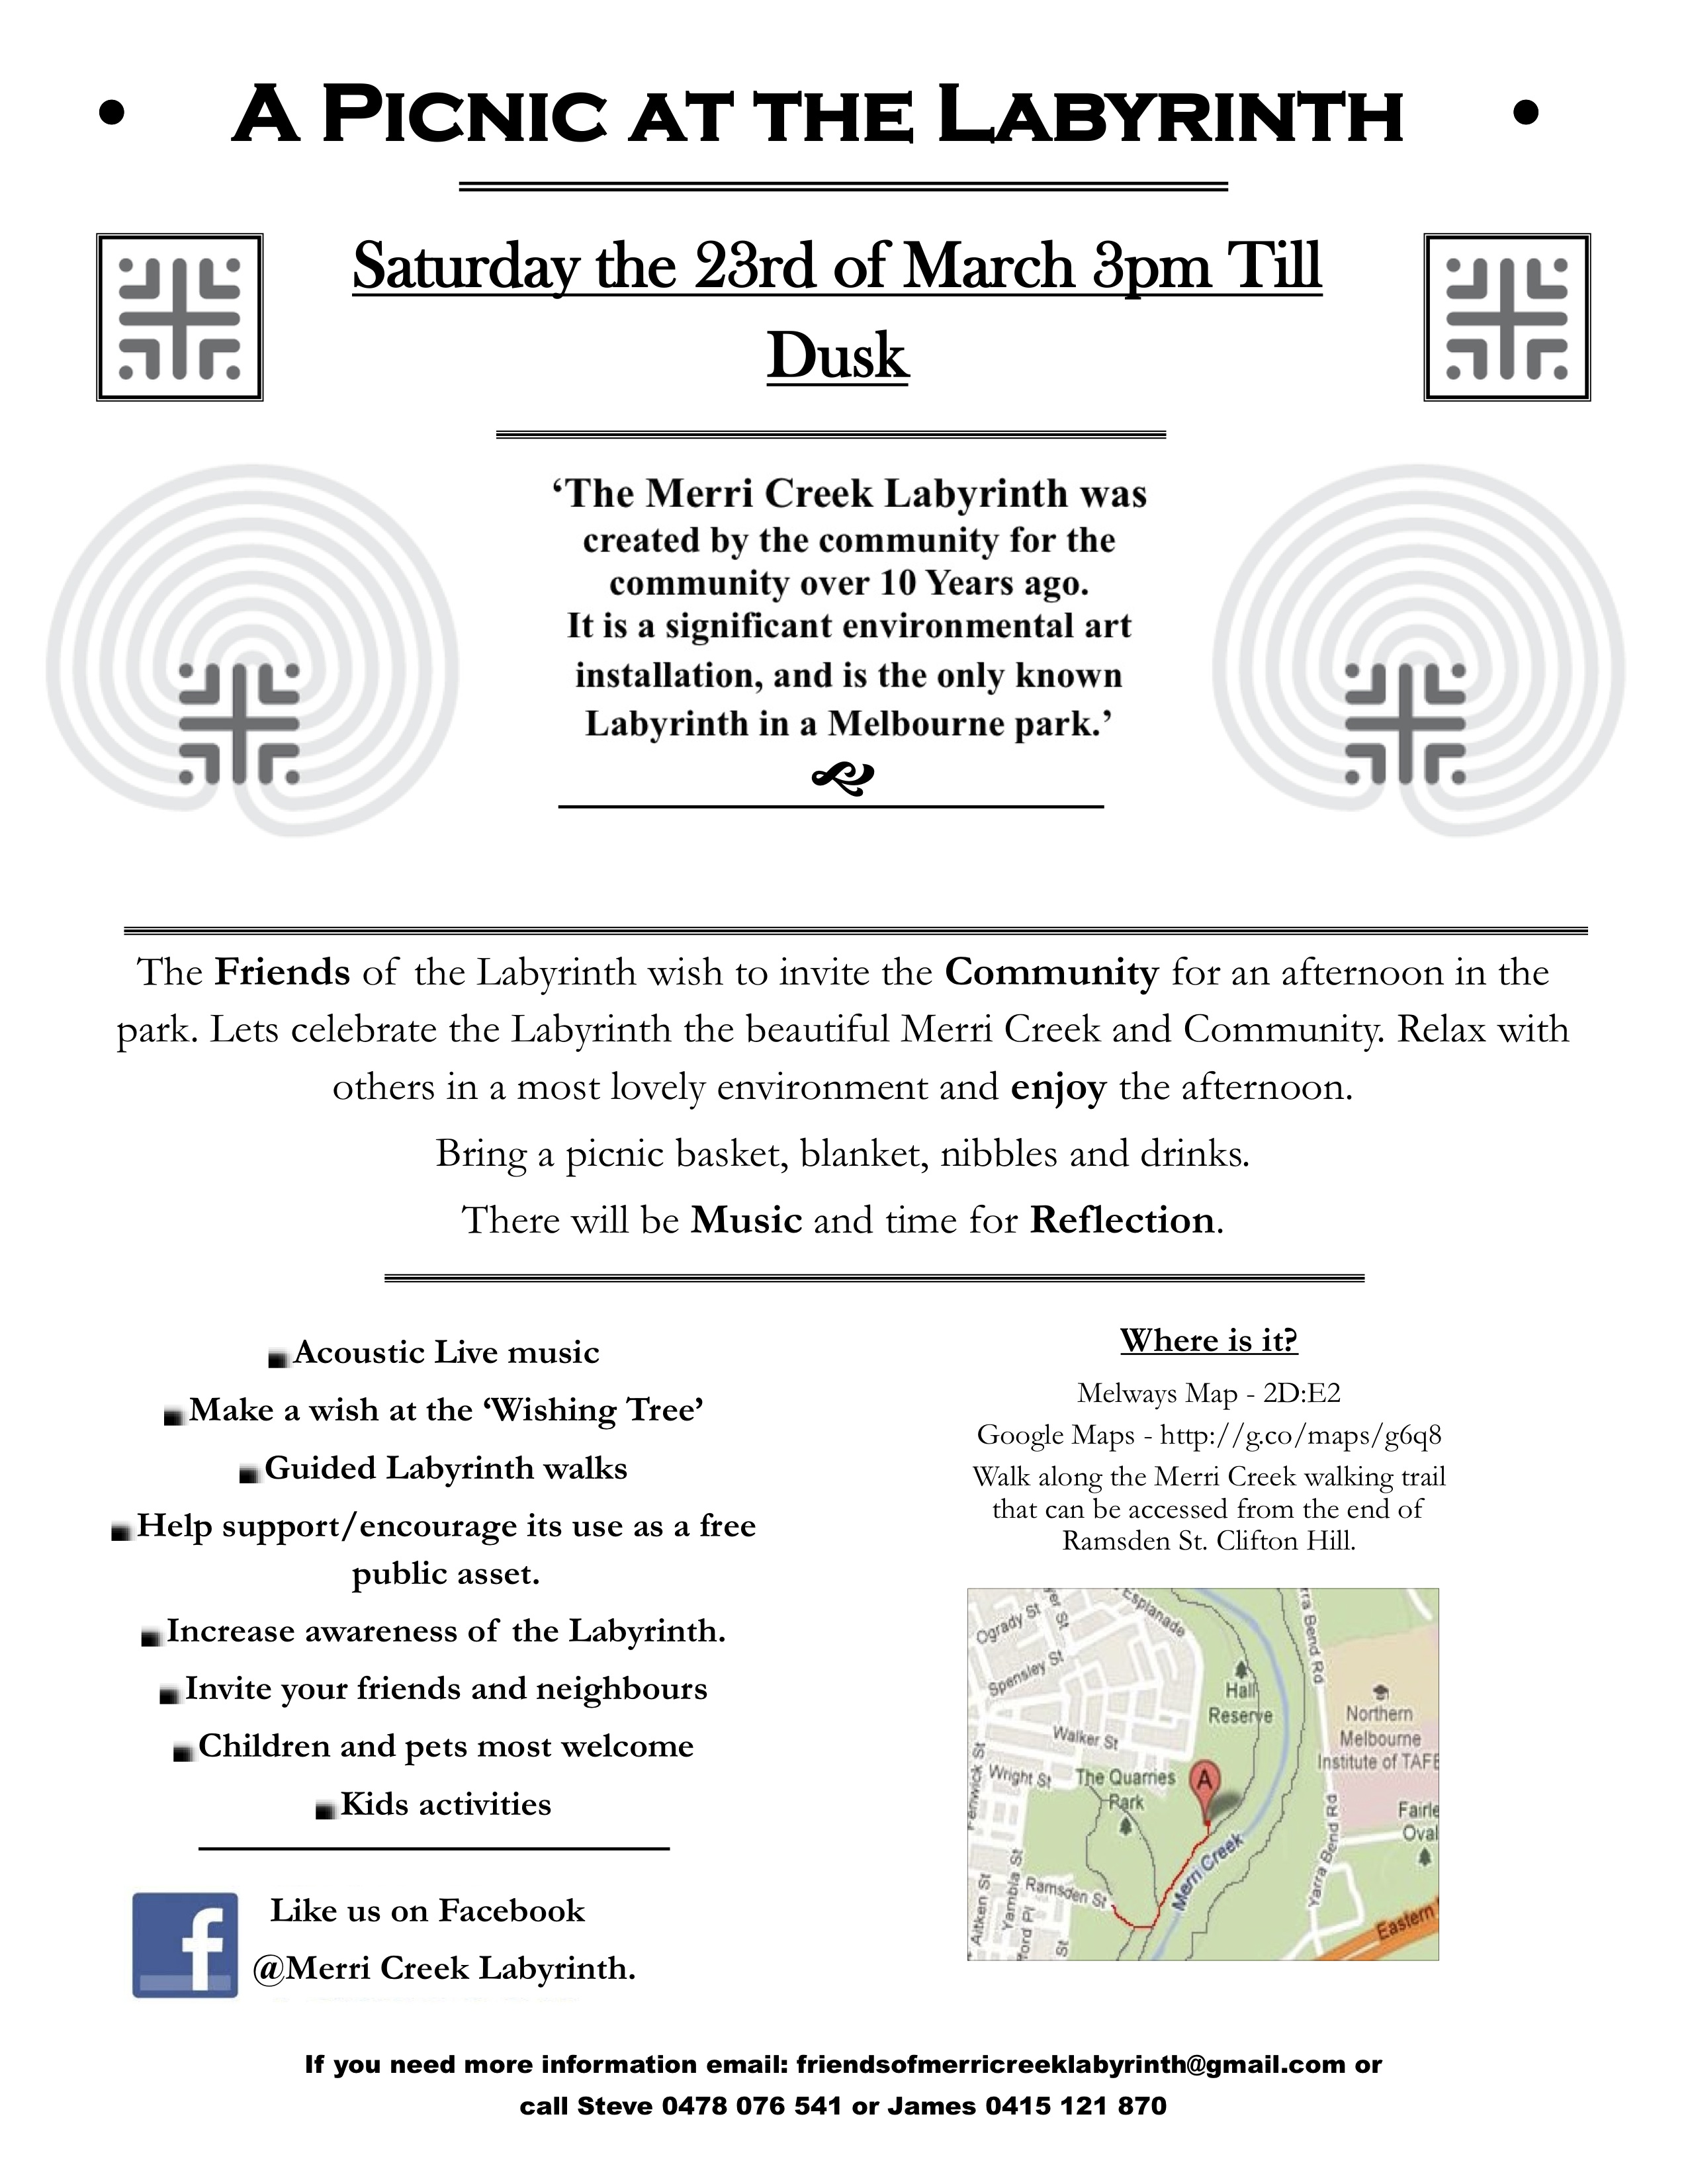 • A Picnic at the Labyrinth •
Saturday the 23rd of March 3pm Till
Dusk
‘The Merri Creek Labyrinth was
created by the community for the
community over 10 Years ago.
It is a significant environmental art
installation, and is the only known
Labyrinth in a Melbourne park.’
The Friends of the Labyrinth wish to invite the Community for an afternoon in the
park. Lets celebrate the Labyrinth the beautiful Merri Creek and Community. Relax with
others in a most lovely environment and enjoy the afternoon.
Bring a picnic basket, blanket, nibbles and drinks.
There will be Music and time for Reflection.
Acoustic Live music
Make a wish at the ‘Wishing Tree’
Guided Labyrinth walks
Help support/encourage its use as a free
public asset.
Increase awareness of the Labyrinth.
Invite your friends and neighbours
Children and pets most welcome
Kids activities
f
Like us on Facebook
@Merri Creek Labyrinth.
Where is it?
Melways Map - 2D:E2
Google Maps - http://g.co/maps/g6q8
Walk along the Merri Creek walking trail
that can be accessed from the end of
Ramsden St. Clifton Hill.
Ogrady St
Esplanade
Spensley St
Hall
Reserve
Yarra Bend Rd
Northern
Melbourne
Institute of TAFE
Walker St
Wright St
The Quarries
Park
A
Merri Creek
Ramsden St
Aitken St
Yambla St
Yarra Bend Rd
Oval
Eastern
If you need more information email: friendsofmerricreeklabyrinth@gmail.com or
call Steve 0478 076 541 or James 0415 121 870